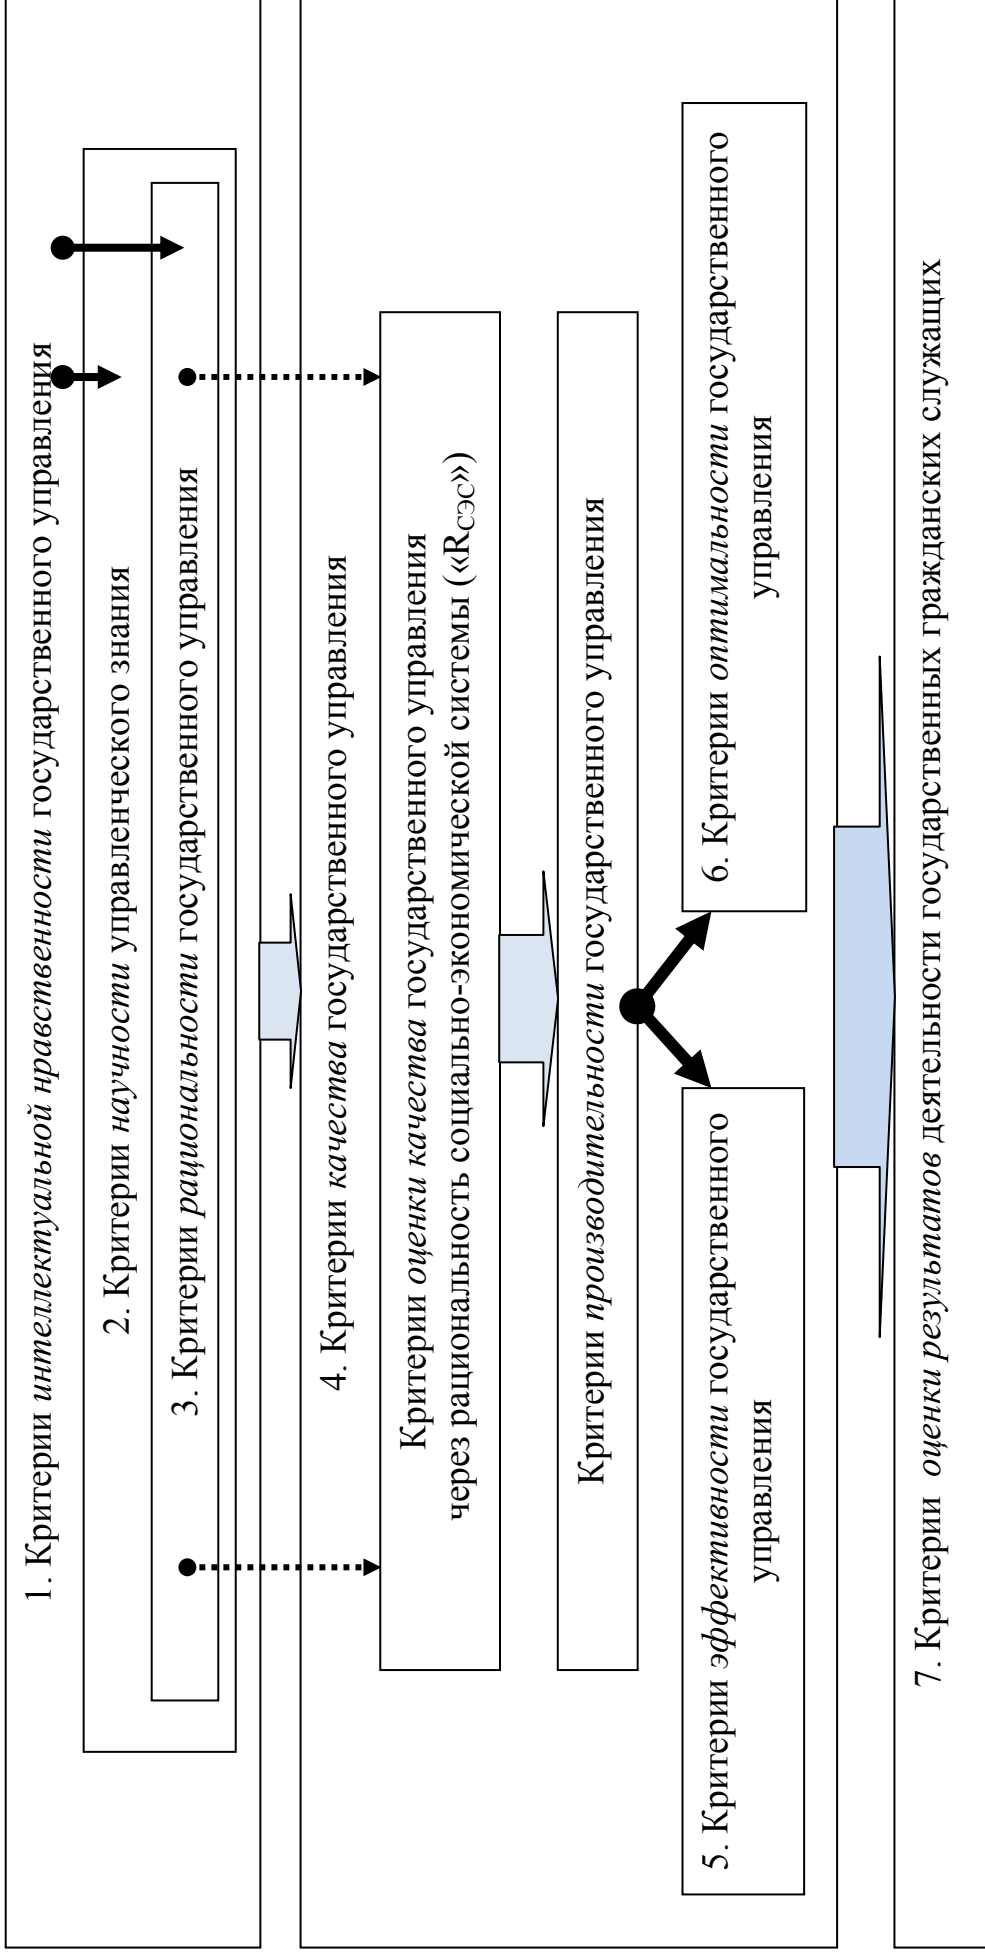 1. Критерии интеллектуальной нравственности государственного управления
2. Критерии научности управленческого знания
3. Критерии рациональности государственного управления
4. Критерии качества государственного управления
Критерии оценки качества государственного управления
через рациональность социально-экономической системы («RСЭС»)
Критерии производительности государственного управления
5. Критерии эффективности государственного
управления
6. Критерии оптимальности государственного
управления
7. Критерии оценки результатов деятельности государственных гражданских служащих